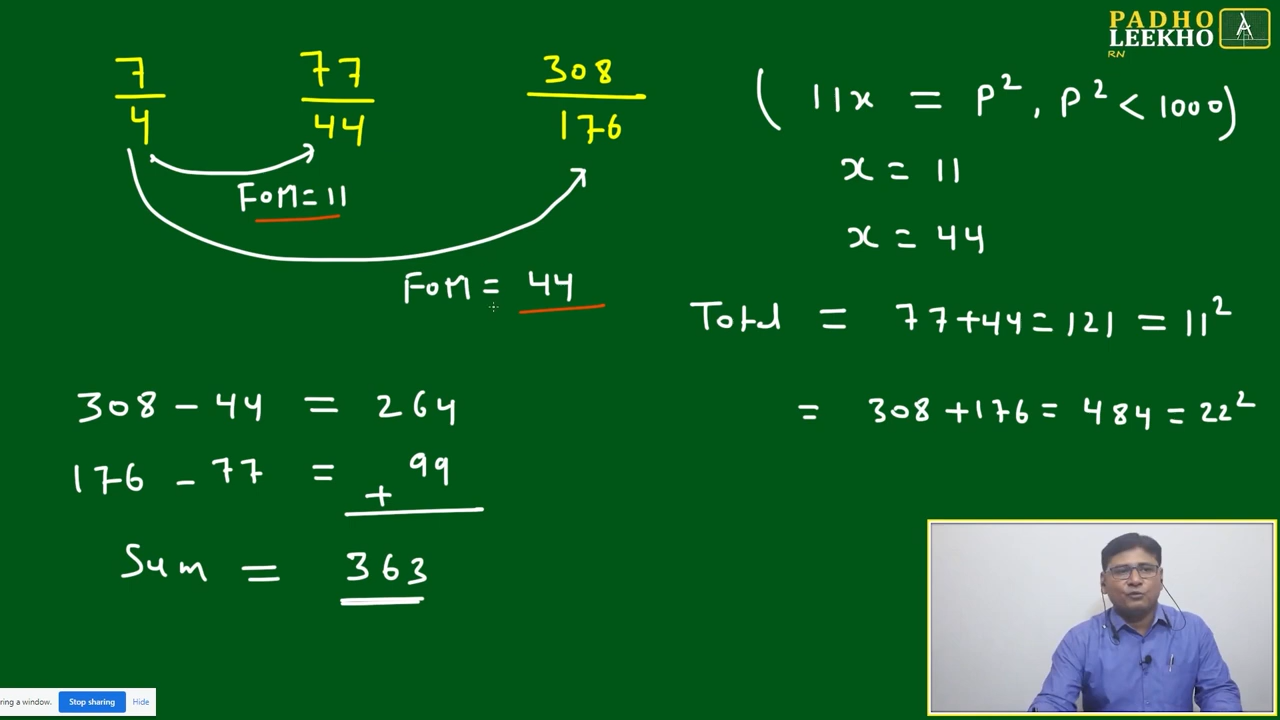 PADHO
LEEKHO
RN
7/4 77/44 308/176
FOM = 11
FOM = 44
308 - 44 = 264
176 - 77 = + 99
Sum = 363
(11x = P², P² < 1000)
x = 11
x = 44
Total = 77+44 = 121 = 11²
= 308 + 176 = 484 = 22²
ring a window. Stop sharing Hide